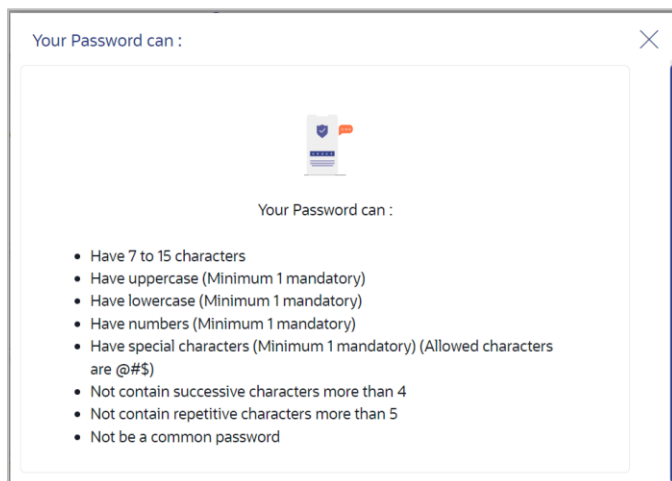 Your Password can :
Your Password can :
• Have 7 to 15 characters
• Have uppercase (Minimum 1 mandatory)
• Have lowercase (Minimum 1 mandatory)
• Have numbers (Minimum 1 mandatory)
• Have special characters (Minimum 1 mandatory) (Allowed characters
are @#$)
• Not contain successive characters more than 4
• Not contain repetitive characters more than 5
• Not be a common password